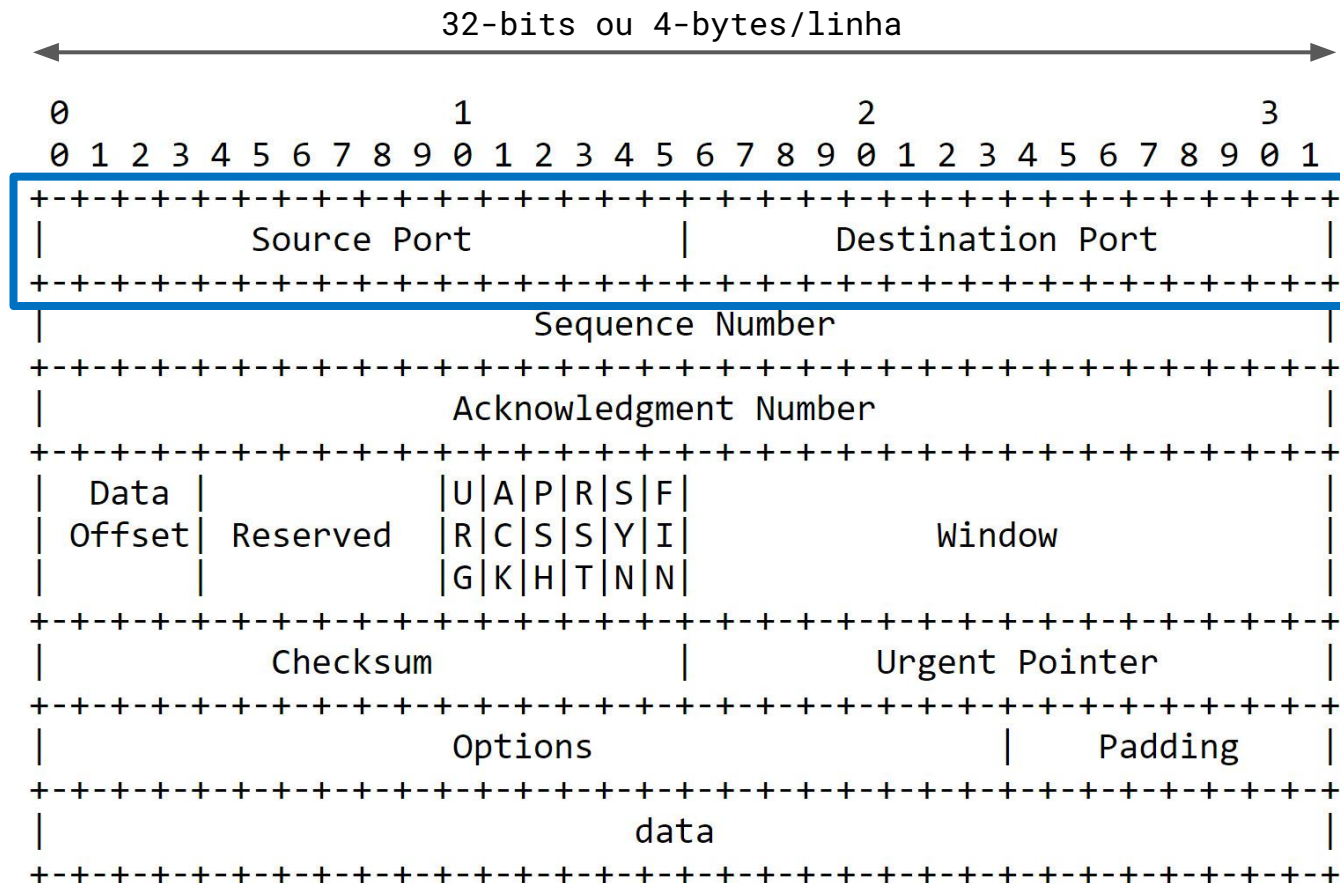 32-bits ou 4-bytes/linha
0                   1                   2                   3
0 1 2 3 4 5 6 7 8 9 0 1 2 3 4 5 6 7 8 9 0 1 2 3 4 5 6 7 8 9 0 1
+-+-+-+-+-+-+-+-+-+-+-+-+-+-+-+-+-+-+-+-+-+-+-+-+-+-+-+-+-+-+-+-+
|          Source Port          |       Destination Port        |
+-+-+-+-+-+-+-+-+-+-+-+-+-+-+-+-+-+-+-+-+-+-+-+-+-+-+-+-+-+-+-+-+
|                        Sequence Number                        |
+-+-+-+-+-+-+-+-+-+-+-+-+-+-+-+-+-+-+-+-+-+-+-+-+-+-+-+-+-+-+-+-+
|                    Acknowledgment Number                      |
+-+-+-+-+-+-+-+-+-+-+-+-+-+-+-+-+-+-+-+-+-+-+-+-+-+-+-+-+-+-+-+-+
|  Data |           |U|A|P|R|S|F|                               |
| Offset| Reserved  |R|C|S|S|Y|I|            Window             |
|       |           |G|K|H|T|N|N|                               |
+-+-+-+-+-+-+-+-+-+-+-+-+-+-+-+-+-+-+-+-+-+-+-+-+-+-+-+-+-+-+-+-+
|           Checksum            |         Urgent Pointer        |
+-+-+-+-+-+-+-+-+-+-+-+-+-+-+-+-+-+-+-+-+-+-+-+-+-+-+-+-+-+-+-+-+
|                    Options                    |    Padding    |
+-+-+-+-+-+-+-+-+-+-+-+-+-+-+-+-+-+-+-+-+-+-+-+-+-+-+-+-+-+-+-+-+
|                             data                              |
+-+-+-+-+-+-+-+-+-+-+-+-+-+-+-+-+-+-+-+-+-+-+-+-+-+-+-+-+-+-+-+-+